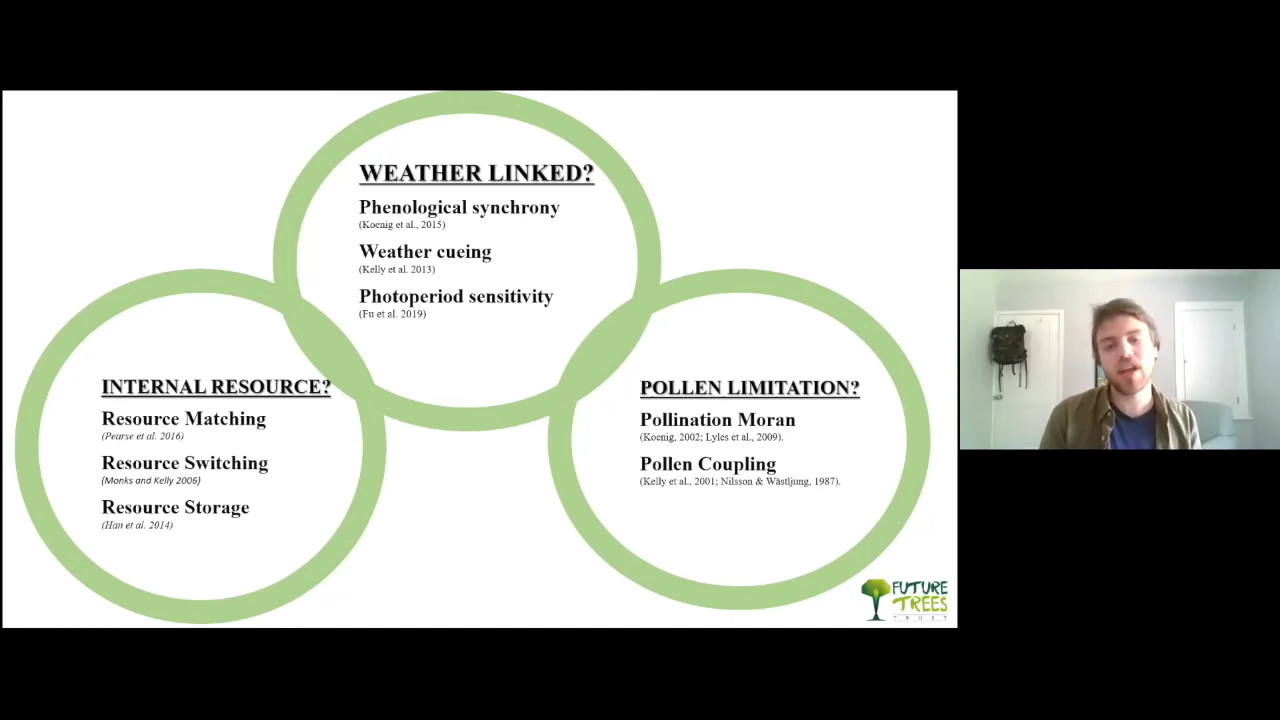 WEATHER LINKED?
Phenological synchrony
(Koenig et al., 2015)
Weather cueing
(Kelly et al. 2013)
Photoperiod sensitivity
(Fu et al. 2019)
INTERNAL RESOURCE?
Resource Matching
(Pearse et al. 2016)
Resource Switching
(Monks and Kelly 2006)
Resource Storage
(Han et al. 2014)
POLLEN LIMITATION?
Pollination Moran
(Koenig, 2002; Lyles et al., 2009).
Pollen Coupling
(Kelly et al., 2001; Nilsson & Wästljung, 1987).
FUTURE
TREES
TRUST